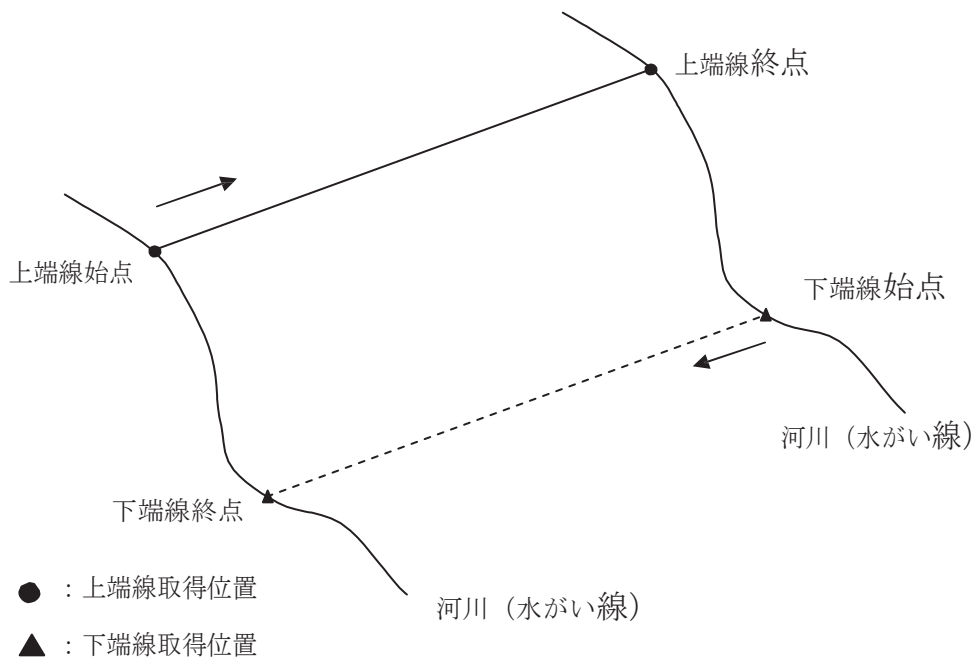 上端線終点
上端線始点
下端線始点
河川（水がい線）
下端線終点
河川（水がい線）
● ：上端線取得位置
▲ ：下端線取得位置